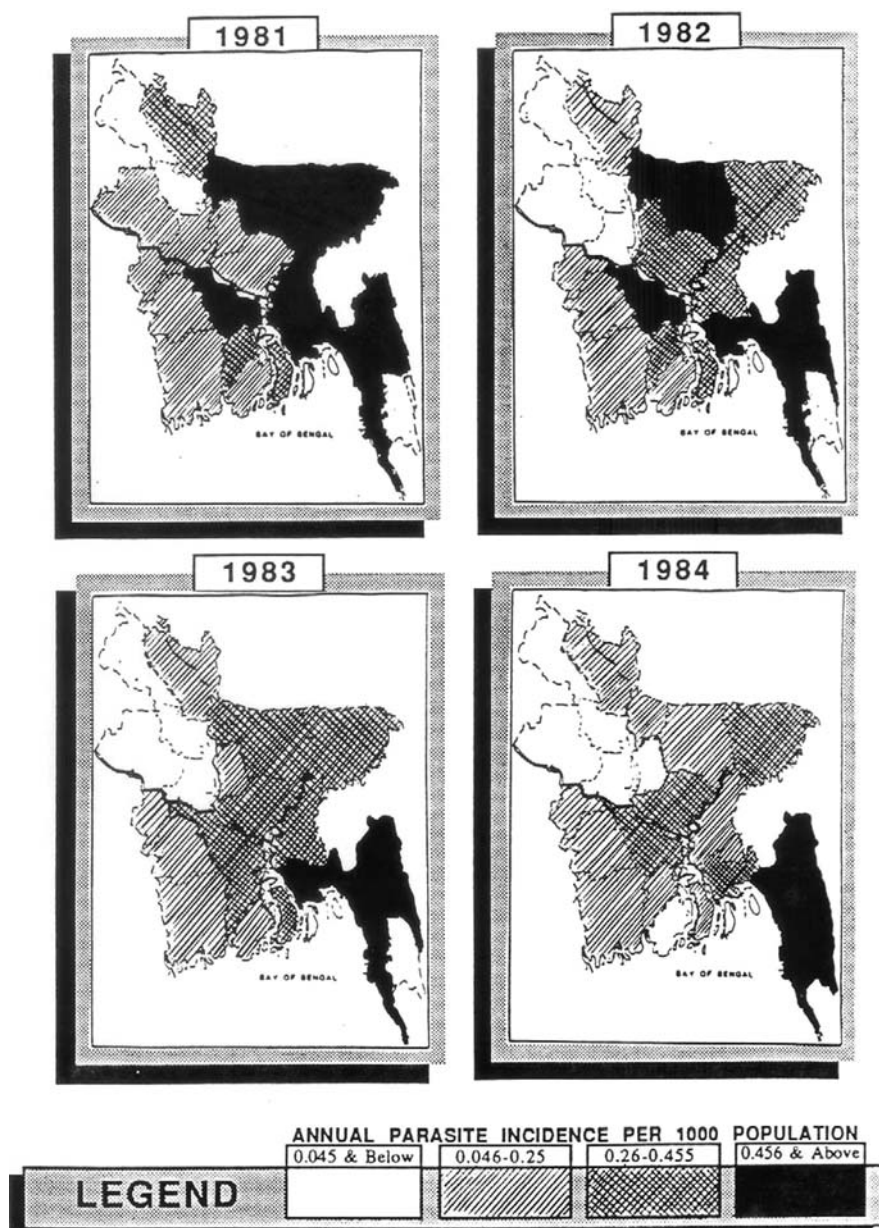 1981
1982
BAY OF BENGAL
BAY OF BENGAL
1983
1984
BAY OF BENGAL
BAY OF BENGAL
ANNUAL PARASITE INCIDENCE PER 1000 POPULATION
0.045 & Below
0.046-0.25
0.26-0.455
0.456 & Above
LEGEND